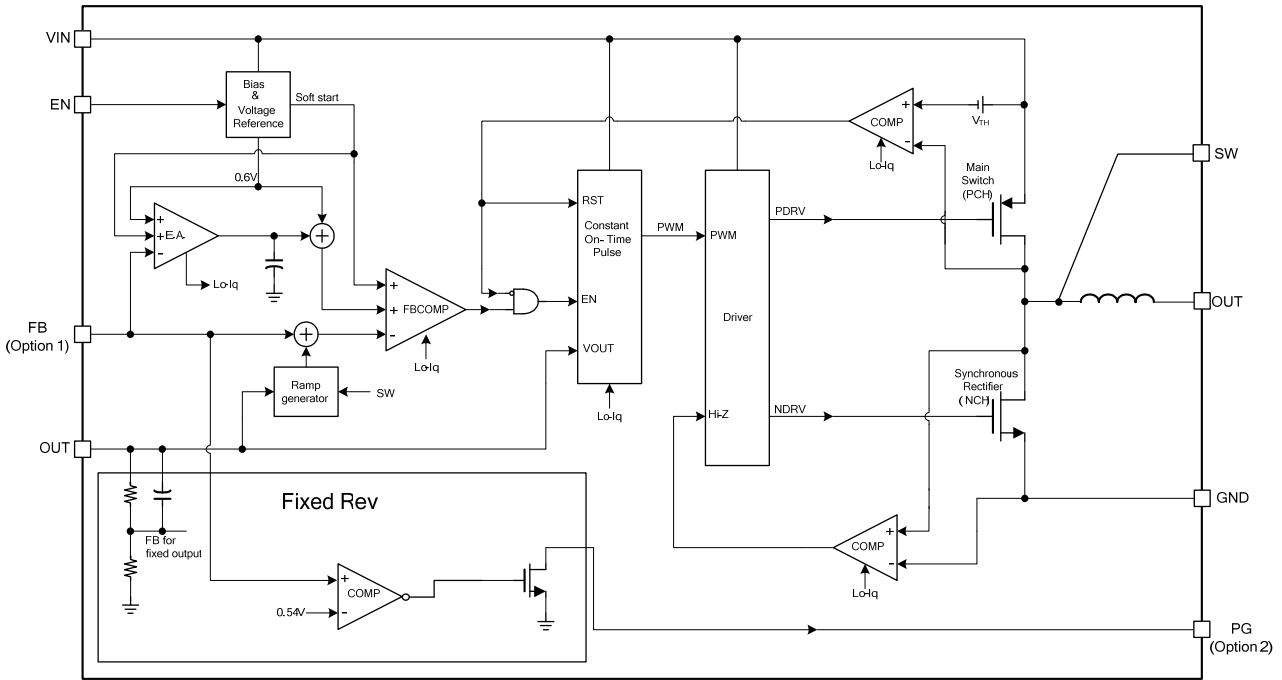 VIN
EN
Bias
&
Voltage
Reference
Soft start
0.6V
+
+
-
E.A.
+
Lo-Iq
FB
(Option 1)
+
Ramp
generator
SW
+
+
-
FBCOMP
Lo-Iq
RST
Constant
On- Time
Pulse
EN
VOUT
Lo-Iq
PWM
PWM
Driver
Hi-Z
PDRV
NDRV
+
-
COMP
Lo-Iq
VTH
Main
Switch
(PCH)
SW
OUT
Synchronous
Rectifier
( NCH)
GND
+
-
COMP
Lo-Iq
OUT
FB for
fixed output
Fixed Rev
+
-
COMP
0.54V
PG
(Option 2)